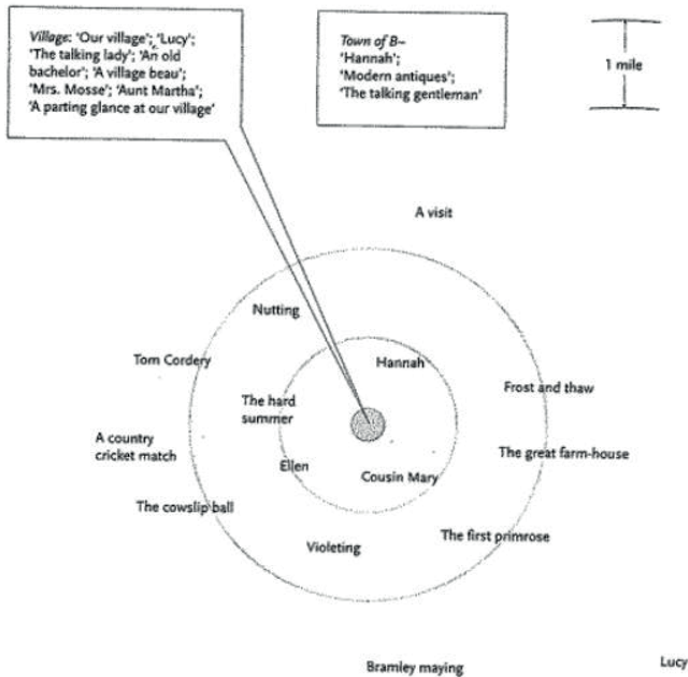 Village: 'Our village'; 'Lucy';
'The talking lady'; 'An old
bachelor'; 'A village beau';
'Mrs. Mosse'; 'Aunt Martha';
'A parting glance at our village'
Town of B–
'Hannah';
'Modern antiques';
'The talking gentleman'
1 mile
A visit
Nutting
Tom Cordery
Hannah
Frost and thaw
The hard
summer
A country
cricket match
The great farm-house
Ellen
Cousin Mary
The cowslip ball
The first primrose
Violeting
Bramley maying
Lucy